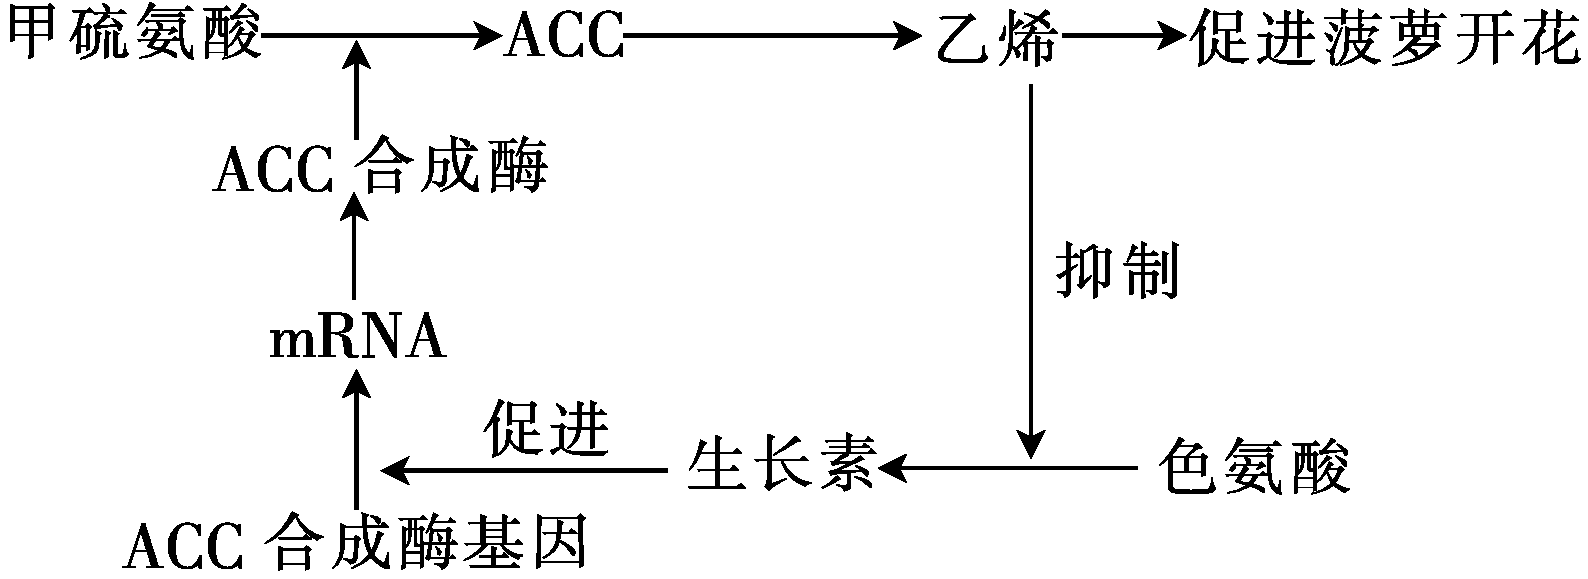 甲硫氨酸 ACC 乙烯 促进菠萝开花
ACC 合成酶
抑制
mRNA
促进
生长素 色氨酸
ACC 合成酶基因